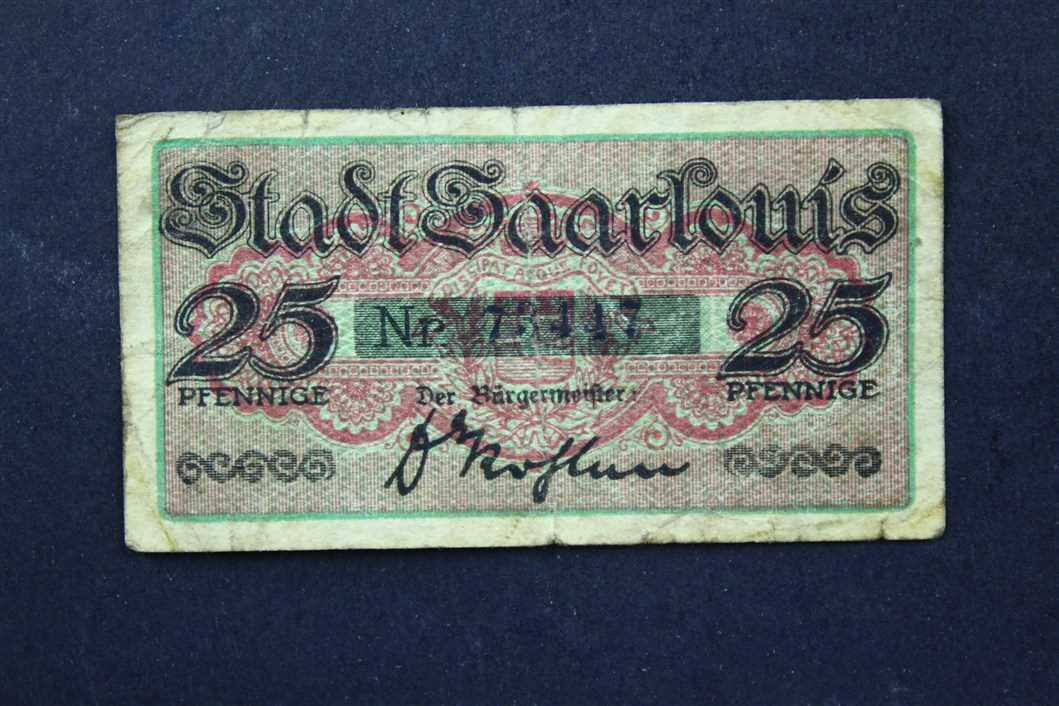 Stadt Saarlouis
25
PFENNIGE
Nr.
25
PFENNIGE
Der Bürgermeister: